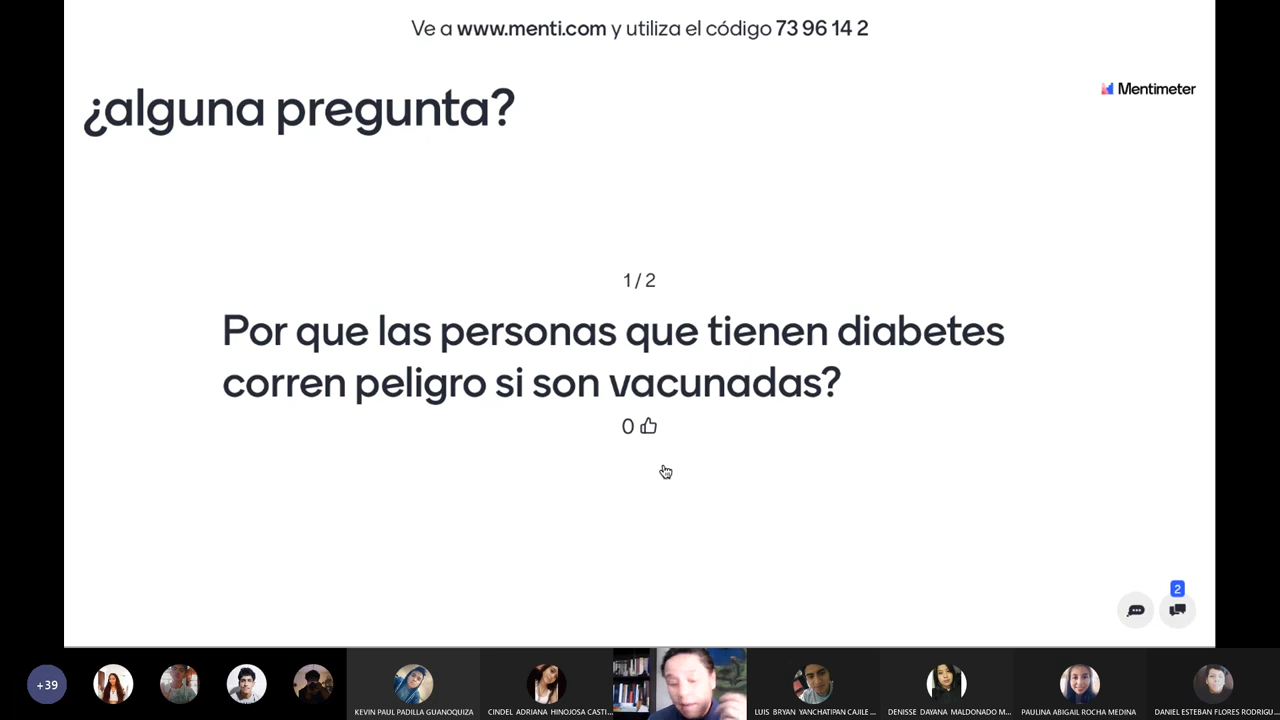 Ve a www.menti.com y utiliza el código 73 96 14 2
Mentimeter
¿alguna pregunta?
1 / 2
Por que las personas que tienen diabetes
corren peligro si son vacunadas?
0
2
+39
KEVIN PAUL PADILLA GUANOQUIZA
CINDEL ADRIANA HINOJOSA CASTI...
LUIS BRYAN YANCHATIPAN CAJILE...
DENISSE DAYANA MALDONADO M...
PAULINA ABIGAIL ROCHA MEDINA
DANIEL ESTEBAN FLORES RODRIGU